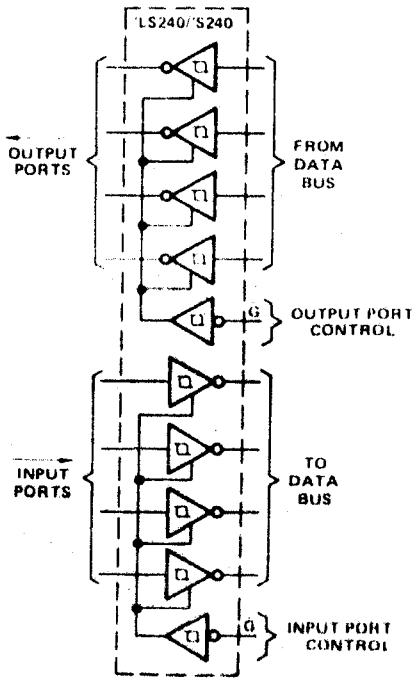 'LS240/'S240
OUTPUT
PORTS
FROM
DATA
BUS
G
OUTPUT PORT
CONTROL
INPUT
PORTS
TO
DATA
BUS
G
INPUT PORT
CONTROL